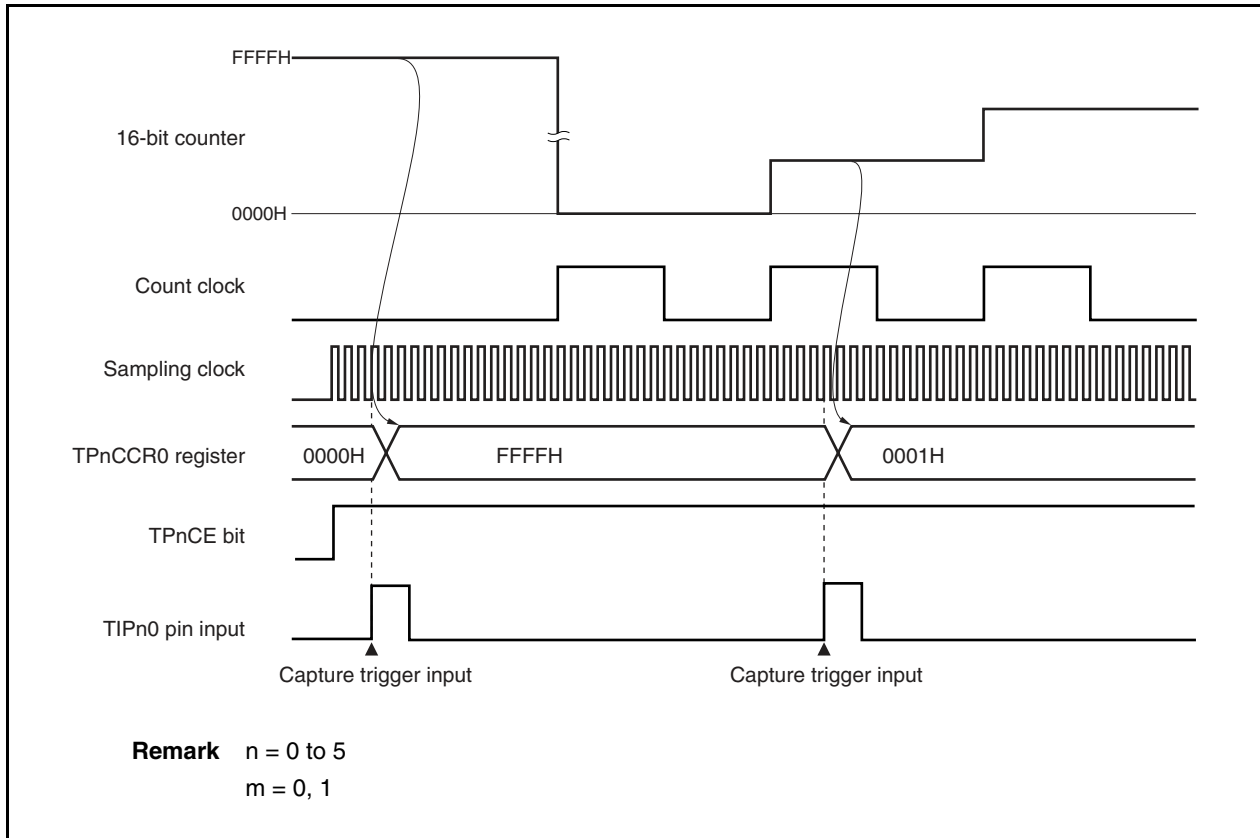 FFFFH
16-bit counter
0000H
Count clock
Sampling clock
TPnCCR0 register 0000H FFFFH 0001H
TPnCE bit
TIPn0 pin input
Capture trigger input Capture trigger input
Remark n = 0 to 5
m = 0, 1